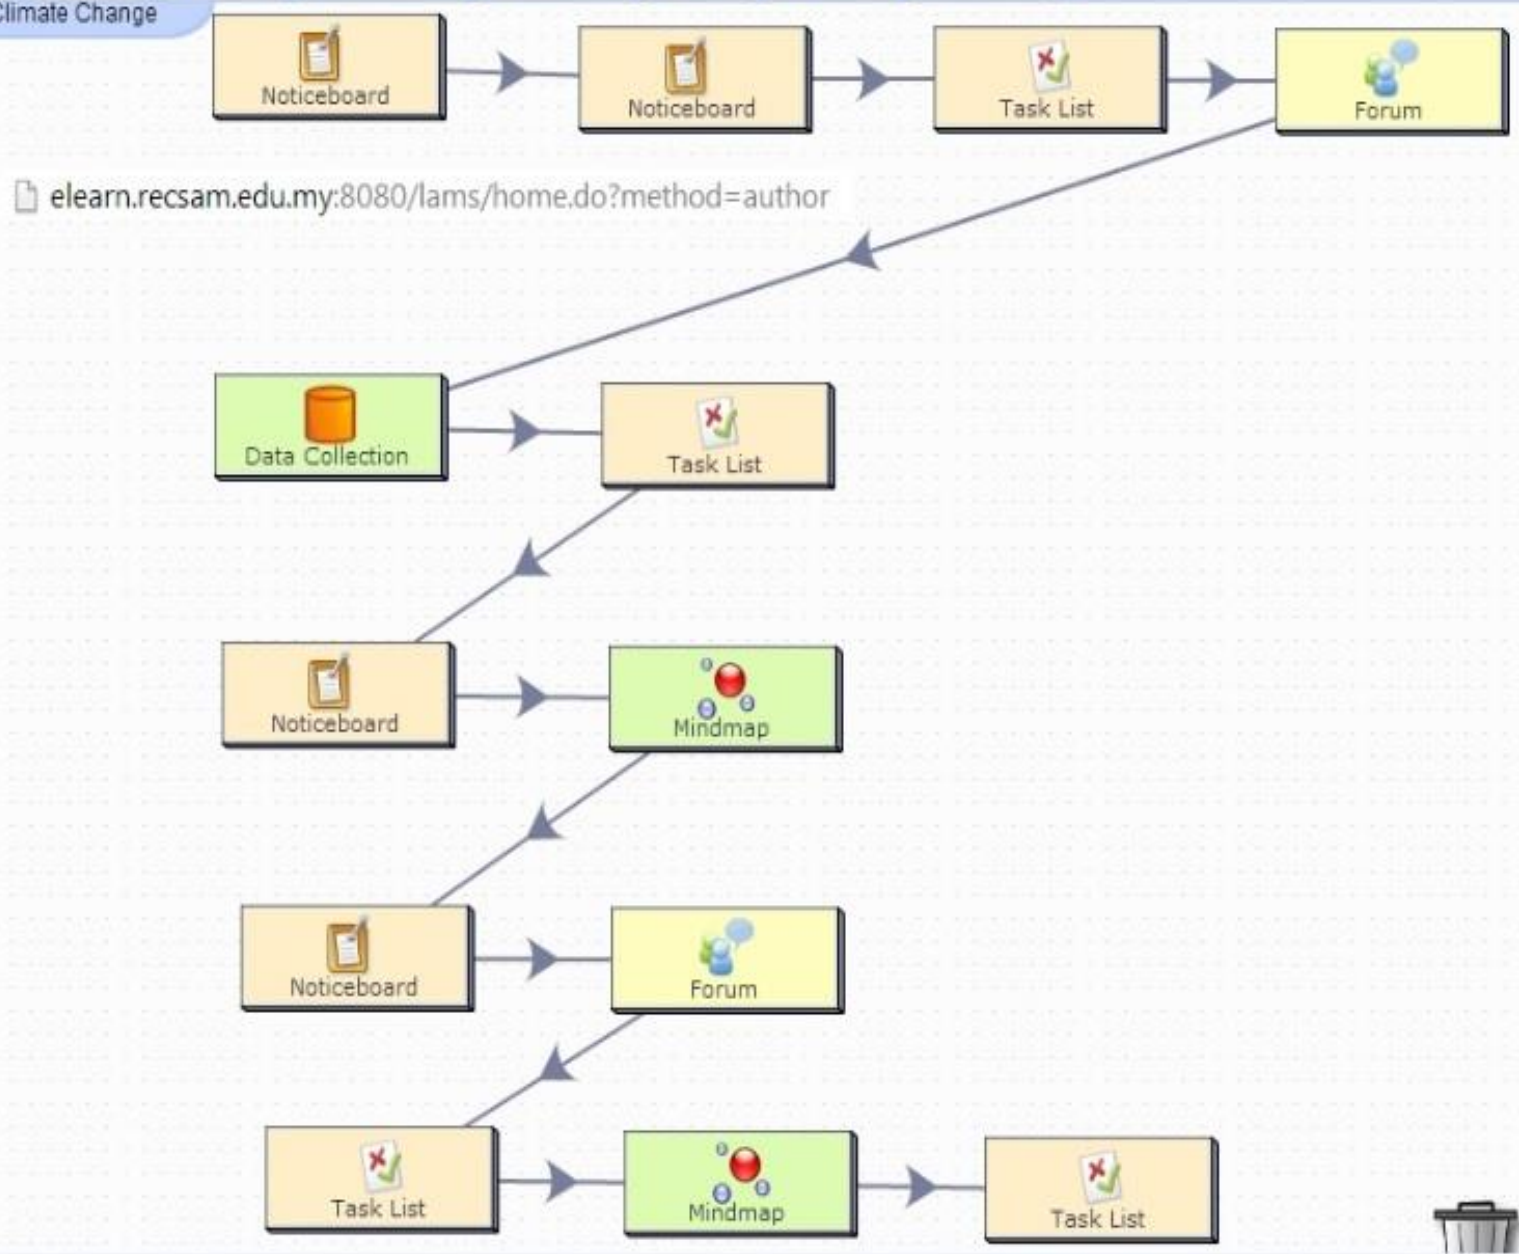 Climate Change
Noticeboard
Noticeboard
Task List
Forum
elearn.recsam.edu.my:8080/lams/home.do?method=author
Data Collection
Task List
Noticeboard
Mindmap
Noticeboard
Forum
Task List
Mindmap
Task List